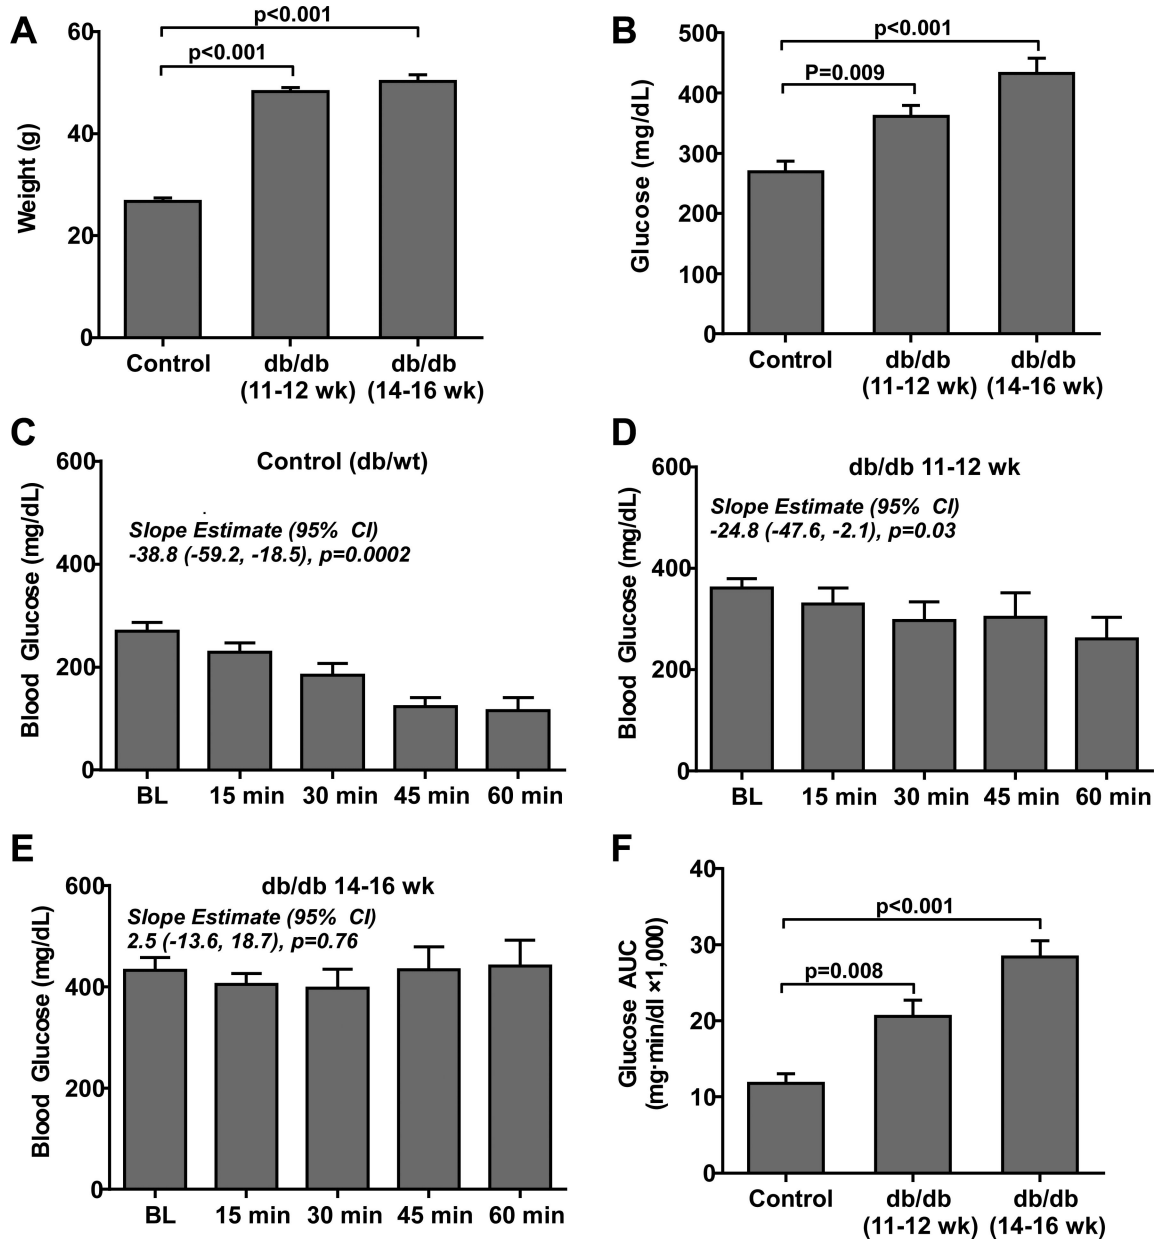 A
p<0.001
p<0.001
60
40
20
0
Weight (g)
Control
db/db
(11-12 wk)
db/db
(14-16 wk)
B
p<0.001
P=0.009
500
400
300
200
100
0
Glucose (mg/dL)
Control
db/db
(11-12 wk)
db/db
(14-16 wk)
C
Control (db/wt)
Slope Estimate (95% CI)
-38.8 (-59.2, -18.5), p=0.0002
600
400
200
0
Blood Glucose (mg/dL)
BL
15 min
30 min
45 min
60 min
D
db/db 11-12 wk
Slope Estimate (95% CI)
-24.8 (-47.6, -2.1), p=0.03
600
400
200
0
Blood Glucose (mg/dL)
BL
15 min
30 min
45 min
60 min
E
db/db 14-16 wk
Slope Estimate (95% CI)
2.5 (-13.6, 18.7), p=0.76
600
400
200
0
Blood Glucose (mg/dL)
BL
15 min
30 min
45 min
60 min
F
p<0.001
p=0.008
40
30
20
10
0
Glucose AUC
(mg·min/dl ×1,000)
Control
db/db
(11-12 wk)
db/db
(14-16 wk)